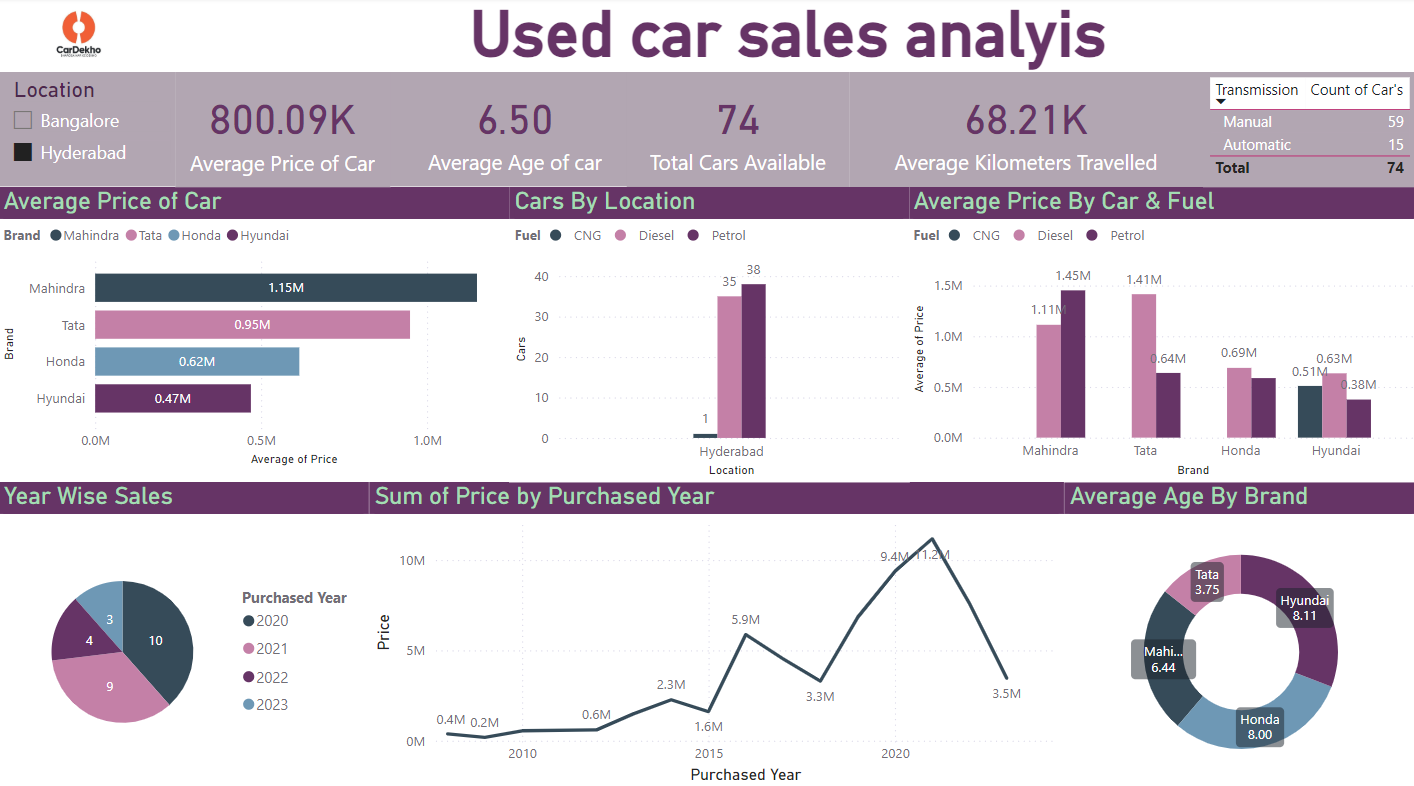 CarDekho
Used car sales analyis
Location
Bangalore
Hyderabad
800.09K
Average Price of Car
6.50
Average Age of car
74
Total Cars Available
68.21K
Average Kilometers Travelled
Transmission Count of Car's
Manual 59
Automatic 15
Total 74
Average Price of Car
Brand Mahindra Tata Honda Hyundai
Brand
Mahindra 1.15M
Tata 0.95M
Honda 0.62M
Hyundai 0.47M
0.0M 0.5M 1.0M
Average of Price
Cars By Location
Fuel CNG Diesel Petrol
Cars
40
30
20
10
0
1 35 38
Hyderabad
Location
Average Price By Car & Fuel
Fuel CNG Diesel Petrol
Average of Price
1.5M
1.0M
0.5M
0.0M
1.11M 1.45M 1.41M 0.64M 0.69M 0.51M 0.63M 0.38M
Mahindra Tata Honda Hyundai
Brand
Year Wise Sales
10
9
4
3
Purchased Year
2020
2021
2022
2023
Sum of Price by Purchased Year
Price
10M
5M
0M
0.4M 0.2M 0.6M 2.3M 1.6M 5.9M 3.3M 9.4M 11.2M 3.5M
2010 2015 2020
Purchased Year
Average Age By Brand
Tata
3.75
Hyundai
8.11
Mahi...
6.44
Honda
8.00